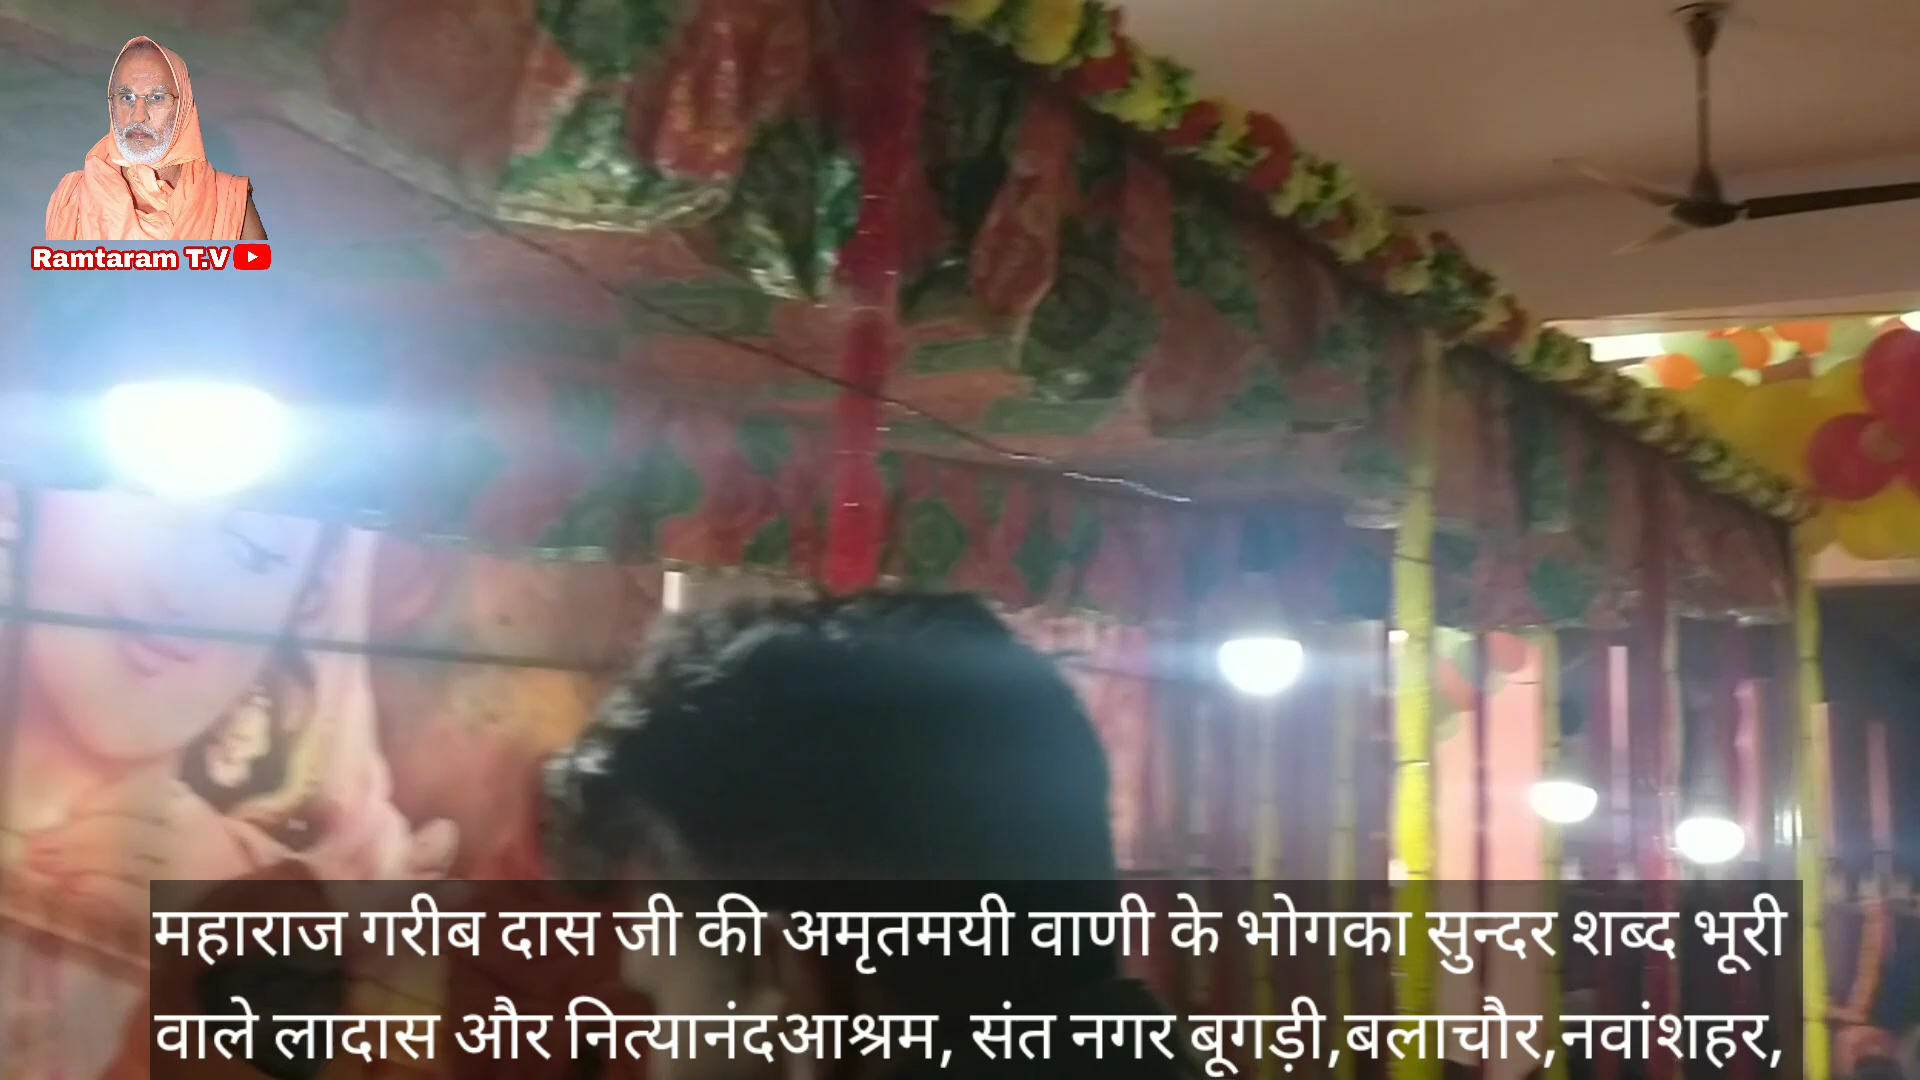 Ramtaram T.V
महाराज गरीब दास जी की अमृतमयी वाणी के भोगका सुन्दर शब्द भूरी
वाले लादास और नित्यानंदआश्रम, संत नगर बूगड़ी,बलाचौर,नवांशहर,